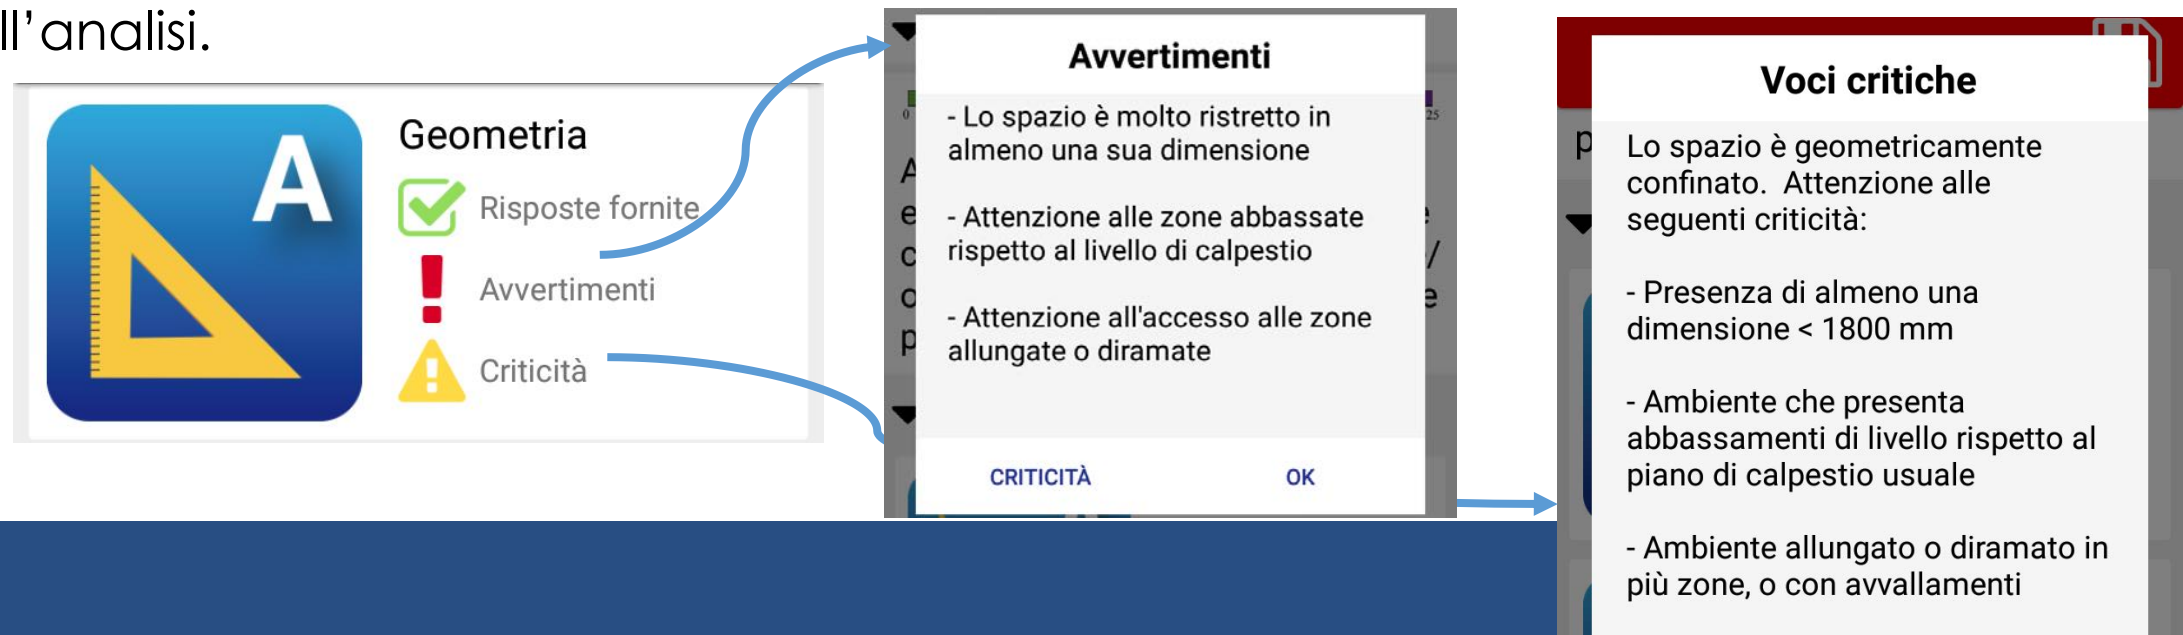 ll'analisi.
A
Geometria
Risposte fornite
Avvertimenti
Criticità
Avvertimenti
0
25
- Lo spazio è molto ristretto in
almeno una sua dimensione
- Attenzione alle zone abbassate
rispetto al livello di calpestio
- Attenzione all'accesso alle zone
allungate o diramate
CRITICITÀ
OK
Voci critiche
Lo spazio è geometricamente
confinato. Attenzione alle
seguenti criticità:
- Presenza di almeno una
dimensione < 1800 mm
- Ambiente che presenta
abbassamenti di livello rispetto al
piano di calpestio usuale
- Ambiente allungato o diramato in
più zone, o con avvallamenti